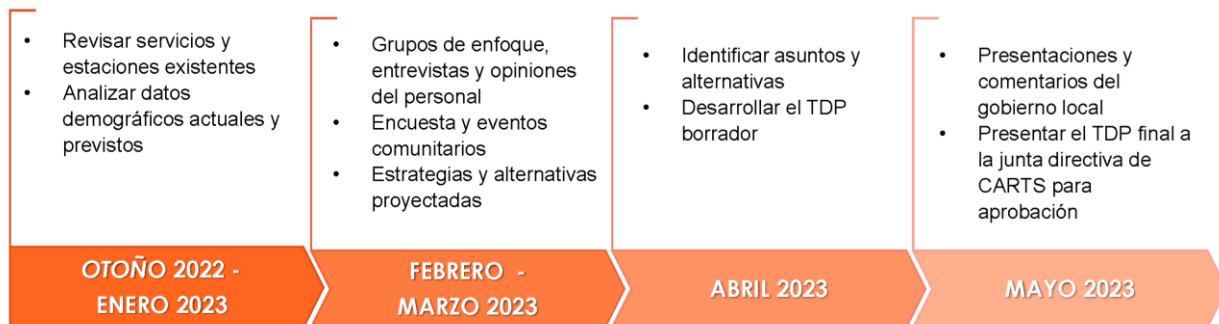 • Revisar servicios y
estaciones existentes
• Analizar datos
demográficos actuales y
previstos
OTOÑO 2022 -
ENERO 2023
• Grupos de enfoque,
entrevistas y opiniones
del personal
• Encuesta y eventos
comunitarios
• Estrategias y alternativas
proyectadas
FEBRERO -
MARZO 2023
• Identificar asuntos y
alternativas
• Desarrollar el TDP
borrador
ABRIL 2023
• Presentaciones y
comentarios del
gobierno local
• Presentar el TDP final a
la junta directiva de
CARTS para
aprobación
MAYO 2023